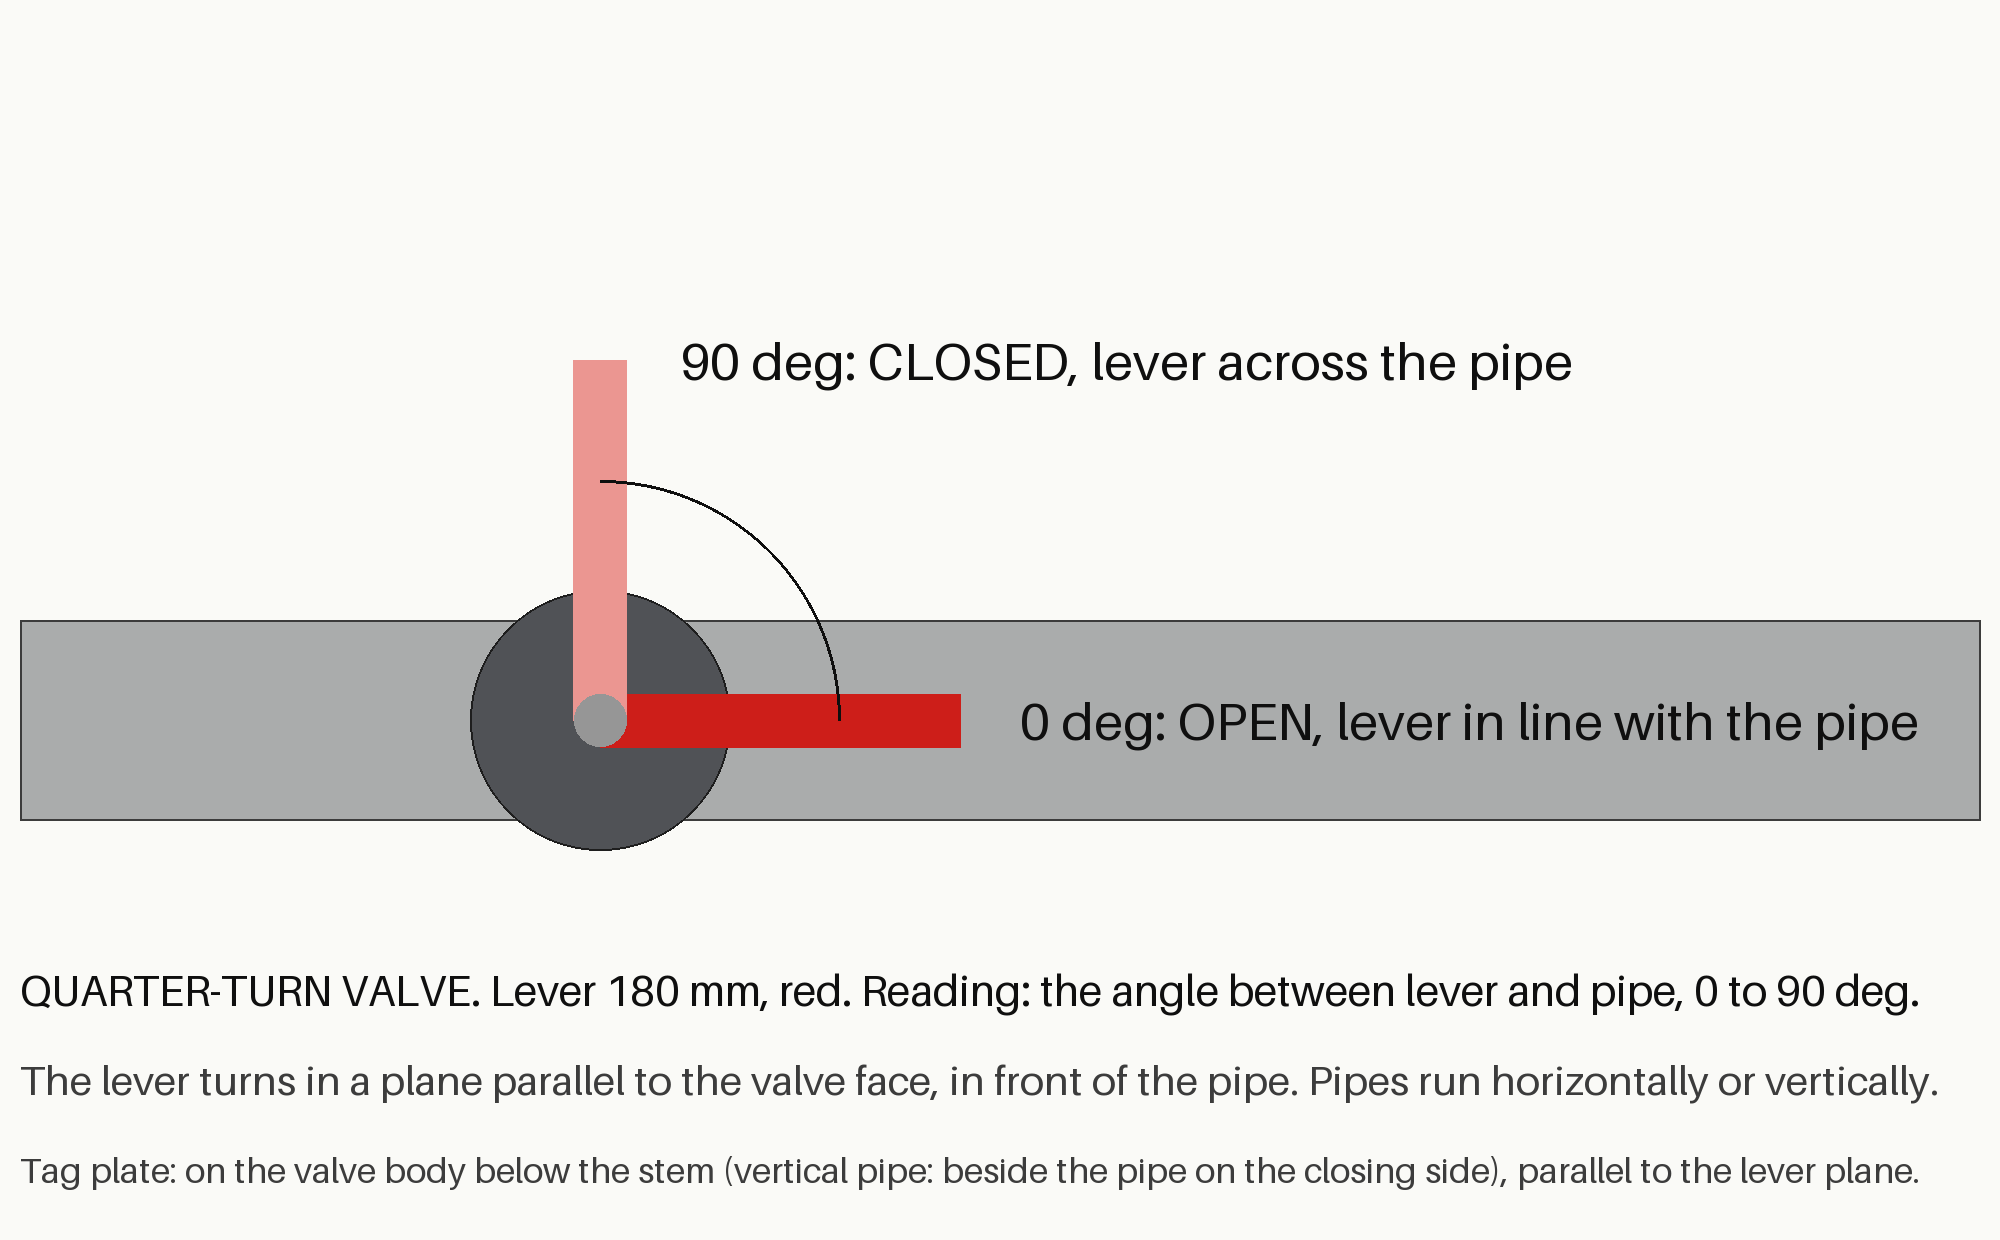 90 deg: CLOSED, lever across the pipe
0 deg: OPEN, lever in line with the pipe
QUARTER-TURN VALVE. Lever 180 mm, red. Reading: the angle between lever and pipe, 0 to 90 deg.
The lever turns in a plane parallel to the valve face, in front of the pipe. Pipes run horizontally or vertically.
Tag plate: on the valve body below the stem (vertical pipe: beside the pipe on the closing side), parallel to the lever plane.